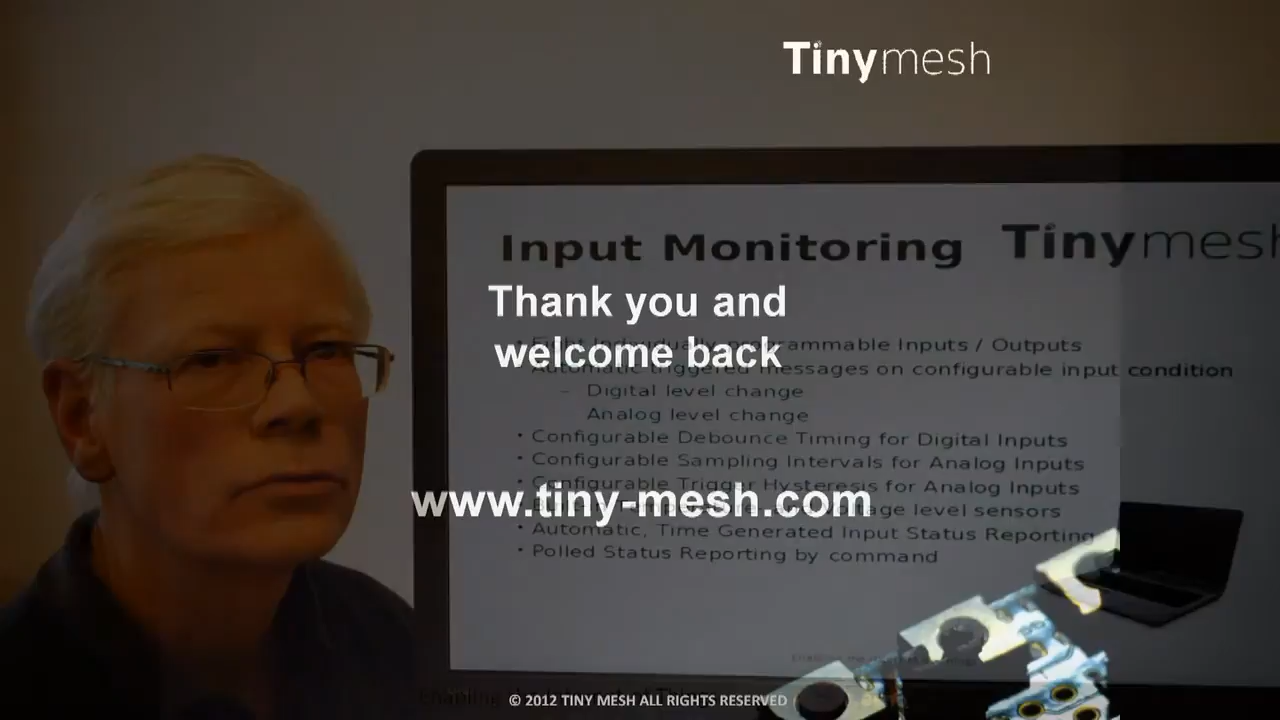 Tinymesh
Input Monitoring
Tinymesh
Thank you and
welcome back
• Eight Individually programmable Inputs / Outputs
Automatic triggered messages on configurable input condition
– Digital level change
Analog level change
• Configurable Debounce Timing for Digital Inputs
• Configurable Sampling Intervals for Analog Inputs
• Configurable Trigger Hysteresis for Analog Inputs
www.tiny-mesh.com
voltage level sensors
• Automatic, Time Generated Input Status Reporting
• Polled Status Reporting by command
© 2012 TINY MESH ALL RIGHTS RESERVED